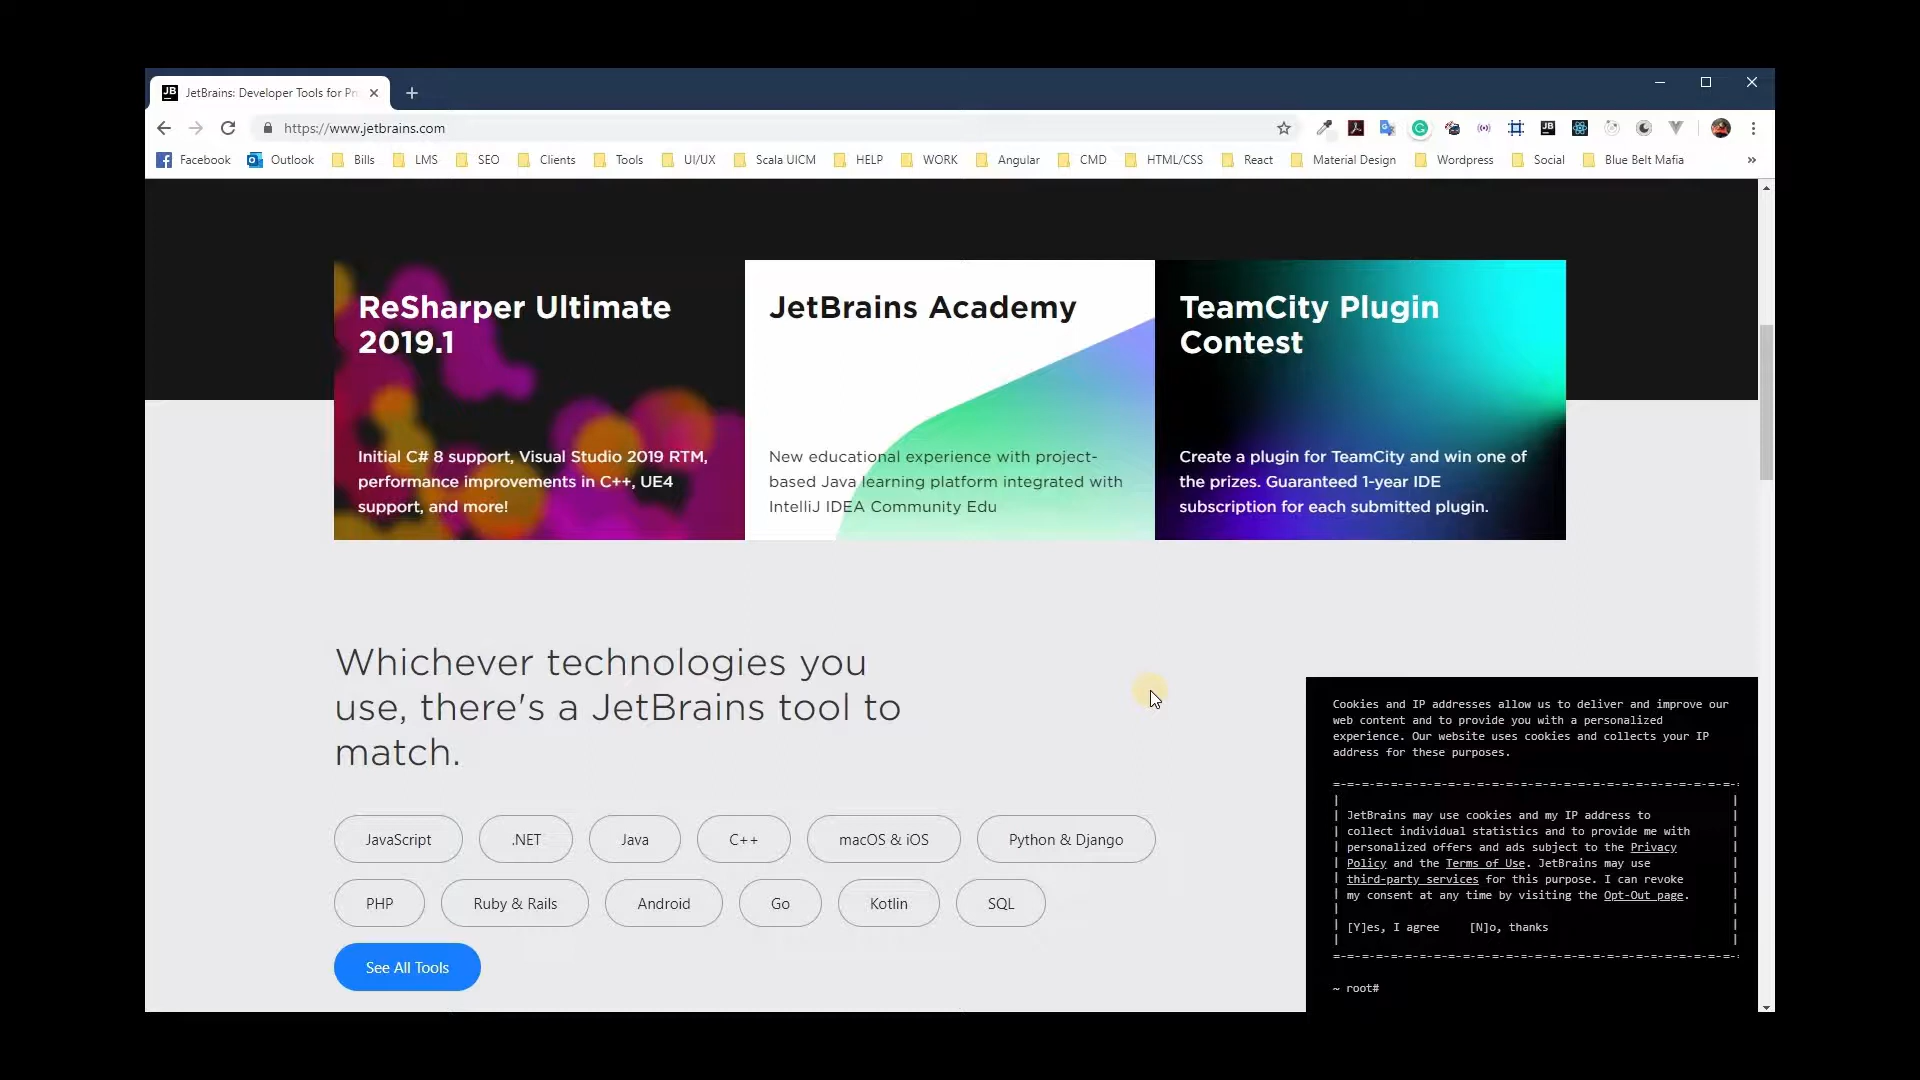 JB JetBrains: Developer Tools for Pr
https://www.jetbrains.com
Facebook Outlook Bills LMS SEO Clients Tools UI/UX Scala UICM HELP WORK Angular CMD HTML/CSS React Material Design Wordpress Social Blue Belt Mafia »
ReSharper Ultimate
2019.1
Initial C# 8 support, Visual Studio 2019 RTM,
performance improvements in C++, UE4
support, and more!
JetBrains Academy
New educational experience with project-
based Java learning platform integrated with
IntelliJ IDEA Community Edu
TeamCity Plugin
Contest
Create a plugin for TeamCity and win one of
the prizes. Guaranteed 1-year IDE
subscription for each submitted plugin.
Whichever technologies you
use, there's a JetBrains tool to
match.
JavaScript .NET Java C++ macOS & iOS Python & Django
PHP Ruby & Rails Android Go Kotlin SQL
See All Tools
Cookies and IP addresses allow us to deliver and improve our
web content and to provide you with a personalized
experience. Our website uses cookies and collects your IP
address for these purposes.
JetBrains may use cookies and my IP address to
collect individual statistics and to provide me with
personalized offers and ads subject to the Privacy
Policy and the Terms of Use. JetBrains may use
third-party services for this purpose. I can revoke
my consent at any time by visiting the Opt-Out page.
[Y]es, I agree [N]o, thanks
~ root#